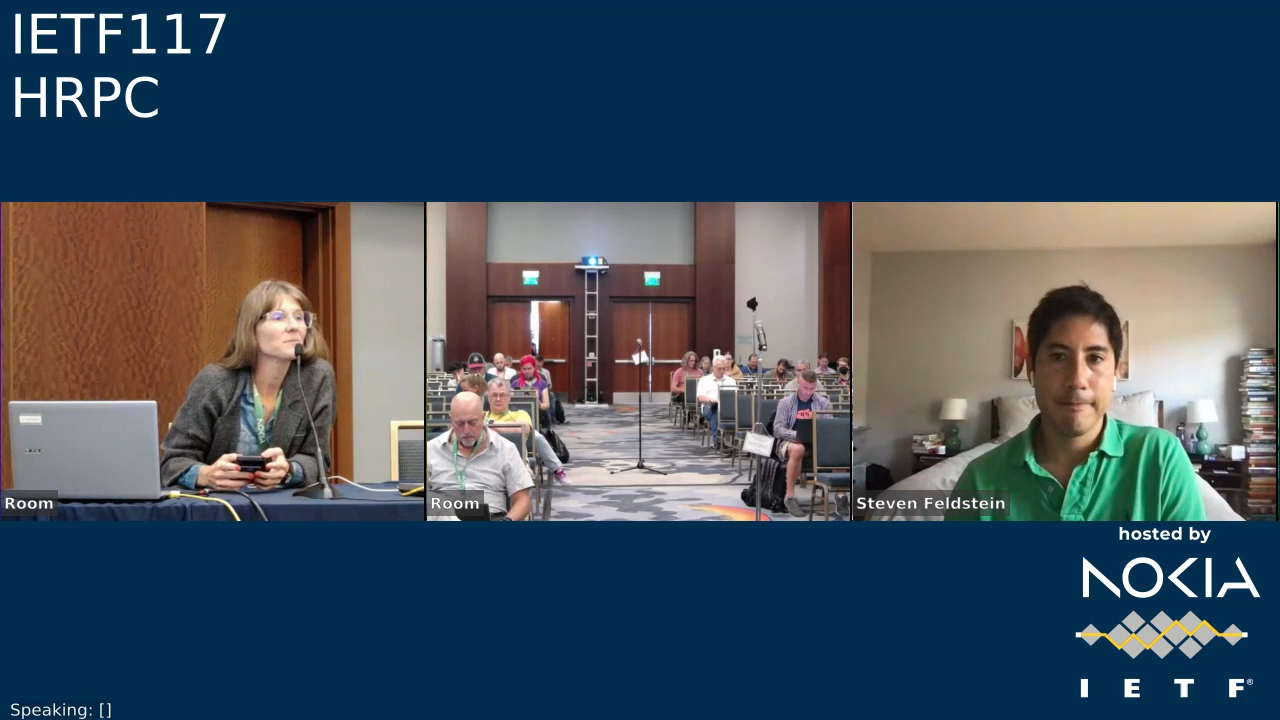 IETF117
HRPC
Room
Room
Steven Feldstein
hosted by
NOKIA
I E T F®
Speaking: []